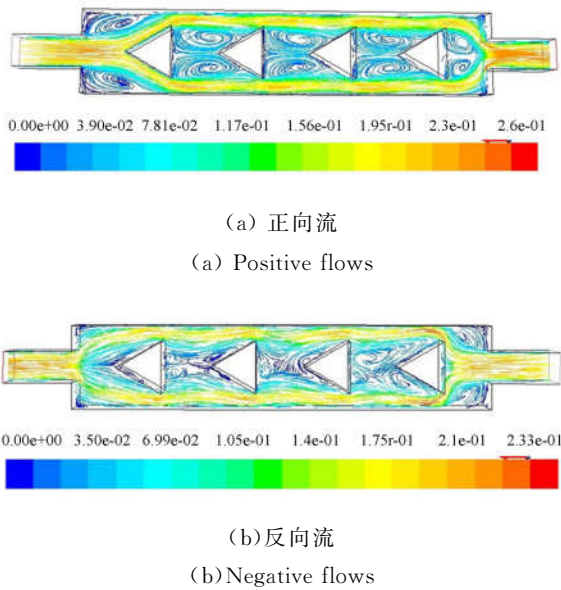 0.00e+00 3.90e-02 7.81e-02 1.17e-01 1.56e-01 1.95r-01 2.3e-01 2.6e-01
(a) 正向流
(a) Positive flows
0.00e+00 3.50e-02 6.99e-02 1.05e-01 1.4e-01 1.75r-01 2.1e-01 2.33e-01
(b)反向流
(b)Negative flows